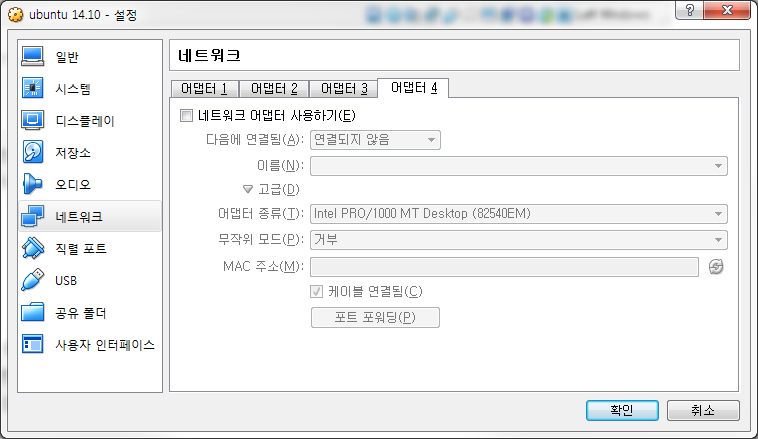 ubuntu 14.10 - 설정
일반
시스템
디스플레이
저장소
오디오
네트워크
직렬 포트
USB
공유 폴더
사용자 인터페이스
네트워크
어댑터 1 어댑터 2 어댑터 3 어댑터 4
네트워크 어댑터 사용하기(E)
다음에 연결됨(A): 연결되지 않음
이름(N):
고급(D)
어댑터 종류(T): Intel PRO/1000 MT Desktop (82540EM)
무작위 모드(P): 거부
MAC 주소(M):
케이블 연결됨(C)
포트 포워딩(P)
확인 취소